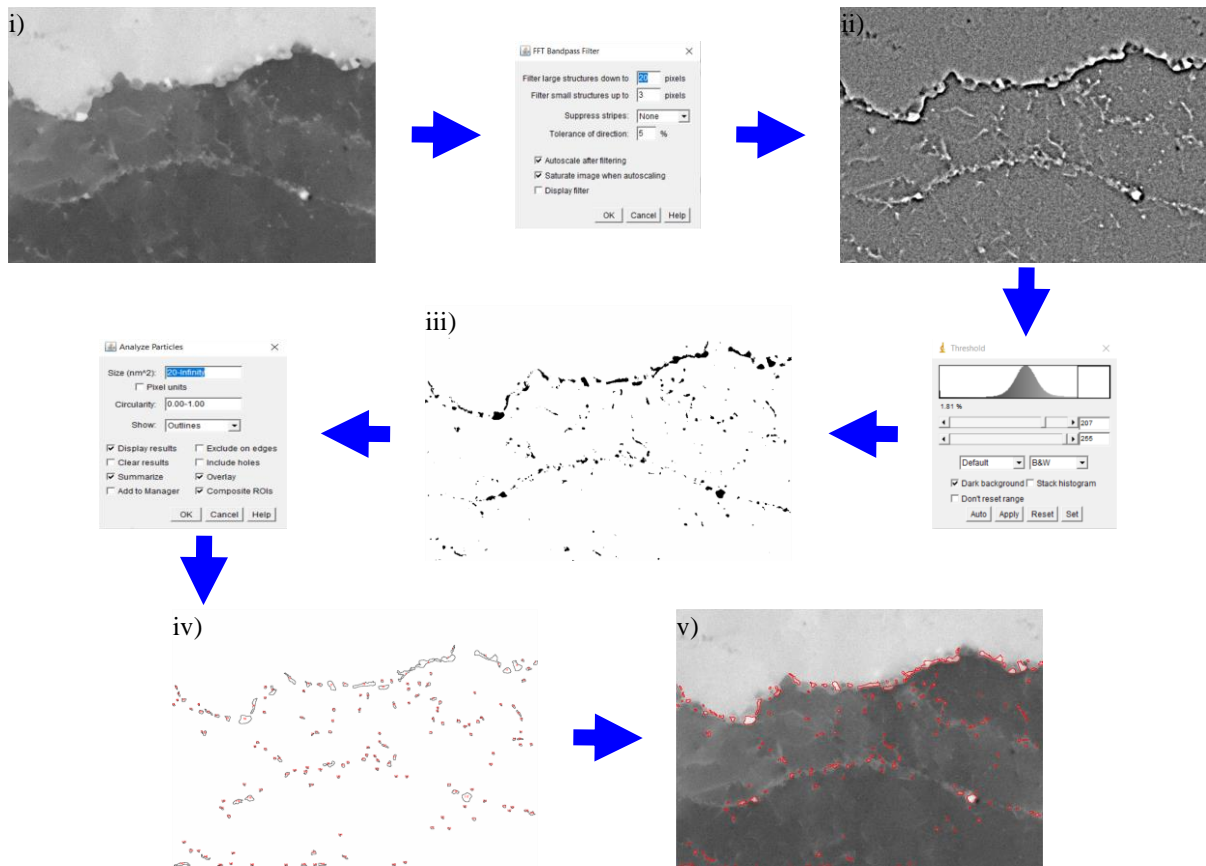 i)
FFT Bandpass Filter
Filter large structures down to 20 pixels
Filter small structures up to 3 pixels
Suppress stripes: None
Tolerance of direction: 5 %
Autoscale after filtering
Saturate image when autoscaling
Display filter
OK Cancel Help
ii)
Analyze Particles
Size (nm^2): 20-Infinity
Pixel units
Circularity: 0.00-1.00
Show: Outlines
Display results Exclude on edges
Clear results Include holes
Summarize Overlay
Add to Manager Composite ROIs
OK Cancel Help
iii)
Threshold
1.81 %
207
255
Default B&W
Dark background Stack histogram
Don't reset range
Auto Apply Reset Set
iv)
v)